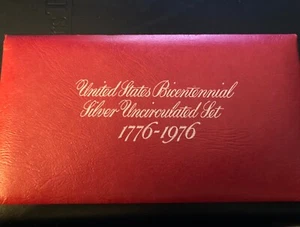 United States Bicentennial
Silver Uncirculated Set
1776-1976